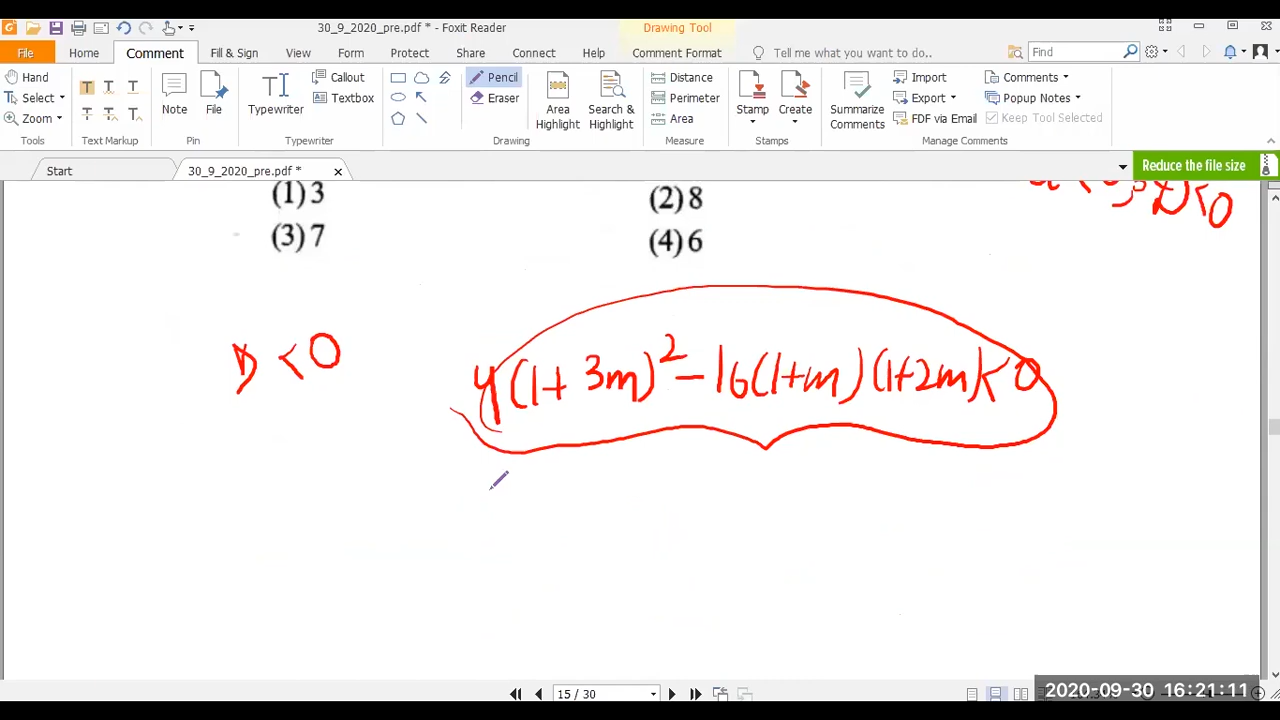 30_9_2020_pre.pdf * - Foxit Reader
Drawing Tool
File Home Comment Fill & Sign View Form Protect Share Connect Help Comment Format Tell me what you want to do.. Find
Hand Callout Pencil Distance Import Comments
Select Textbox Eraser Perimeter Export Popup Notes
Zoom Note File Typewriter Area Highlight Search & Highlight Area Stamp Create Summarize Comments FDF via Email Keep Tool Selected
Tools Text Markup Pin Typewriter Drawing Measure Stamps Manage Comments
Start 30_9_2020_pre.pdf * Reduce the file size
(1) 3 (2) 8
(3) 7 (4) 6
D < 0 4(1+3m)² - 16(1+m)(1+2m) < 0
15 / 30
2020-09-30 16:21:11